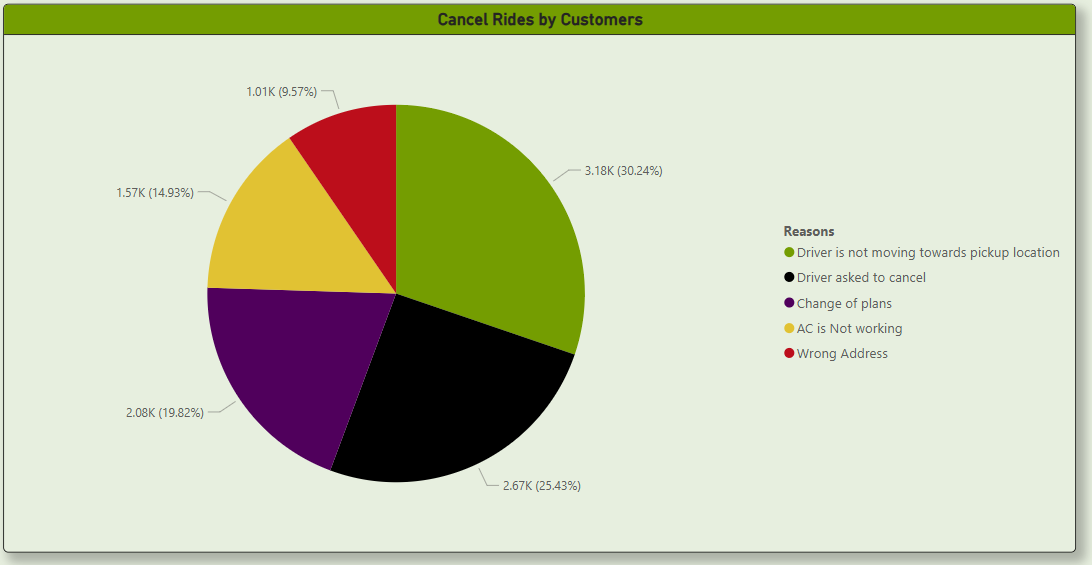 Cancel Rides by Customers
1.01K (9.57%)
3.18K (30.24%)
1.57K (14.93%)
2.08K (19.82%)
2.67K (25.43%)
Reasons
Driver is not moving towards pickup location
Driver asked to cancel
Change of plans
AC is Not working
Wrong Address